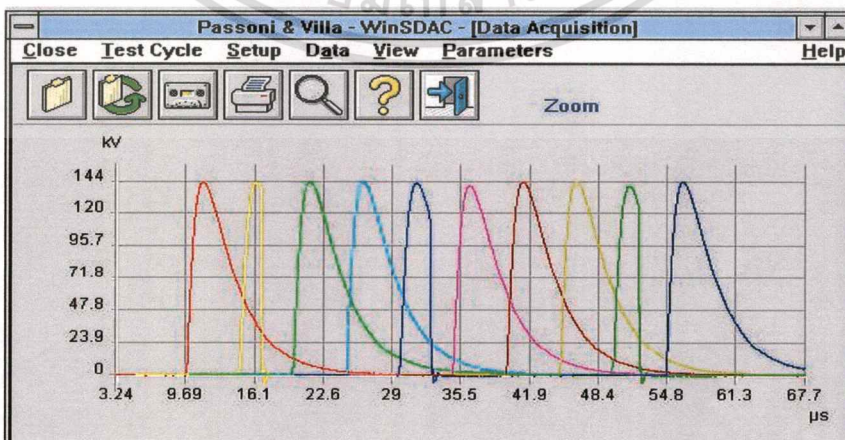 Passoni & Villa - WinSDAC - [Data Acquisition]
Close Test Cycle Setup Data View Parameters Help
Zoom
kV
144
120
95.7
71.8
47.8
23.9
0
3.24 9.69 16.1 22.6 29 35.5 41.9 48.4 54.8 61.3 67.7
µs